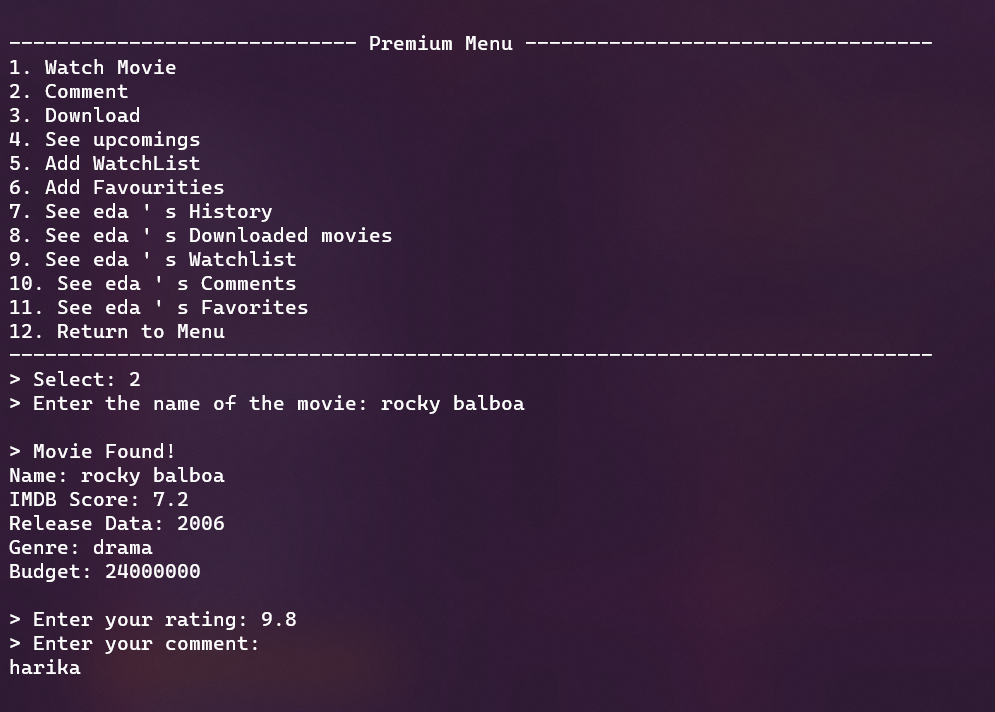 ----------------------------- Premium Menu ----------------------------------
1. Watch Movie
2. Comment
3. Download
4. See upcomings
5. Add WatchList
6. Add Favourities
7. See eda ' s History
8. See eda ' s Downloaded movies
9. See eda ' s Watchlist
10. See eda ' s Comments
11. See eda ' s Favorites
12. Return to Menu
-----------------------------------------------------------------------------
> Select: 2
> Enter the name of the movie: rocky balboa
> Movie Found!
Name: rocky balboa
IMDB Score: 7.2
Release Data: 2006
Genre: drama
Budget: 24000000
> Enter your rating: 9.8
> Enter your comment:
harika